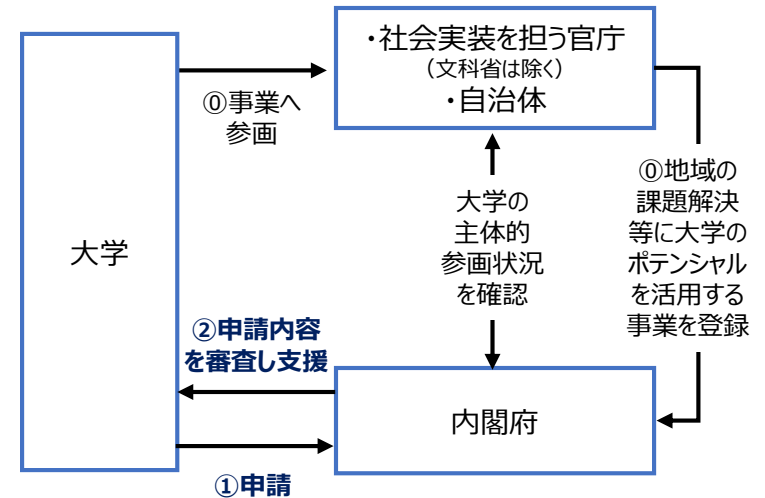 ・社会実装を担う官庁
（文科省は除く）
・自治体
⓪事業へ
参画
大学
大学の
主体的
参画状況
を確認
⓪地域の
課題解決
等に大学の
ポテンシャル
を活用する
事業を登録
②申請内容
を審査し支援
内閣府
①申請